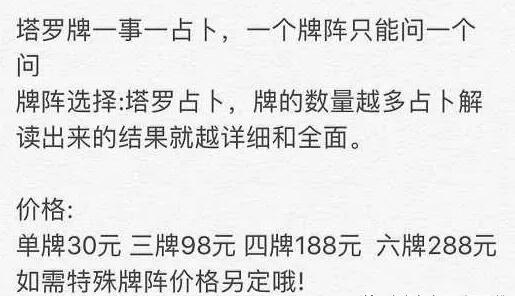 塔罗牌一事一占卜，一个牌阵只能问一个
问
牌阵选择:塔罗占卜，牌的数量越多占卜解
读出来的结果就越详细和全面。
价格:
单牌30元 三牌98元 四牌188元 六牌288元
如需特殊牌阵价格另定哦!